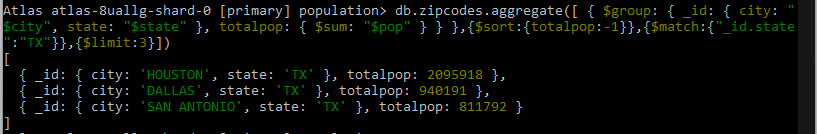 Atlas atlas-8uallg-shard-0 [primary] population> db.zipcodes.aggregate([ { $group: { _id: { city: "
$city", state: "$state" }, totalpop: { $sum: "$pop" } } },{$sort:{totalpop:-1}},{$match:{"_id.state
":"TX"}},{$limit:3}])
[
  { _id: { city: 'HOUSTON', state: 'TX' }, totalpop: 2095918 },
  { _id: { city: 'DALLAS', state: 'TX' }, totalpop: 940191 },
  { _id: { city: 'SAN ANTONIO', state: 'TX' }, totalpop: 811792 }
]